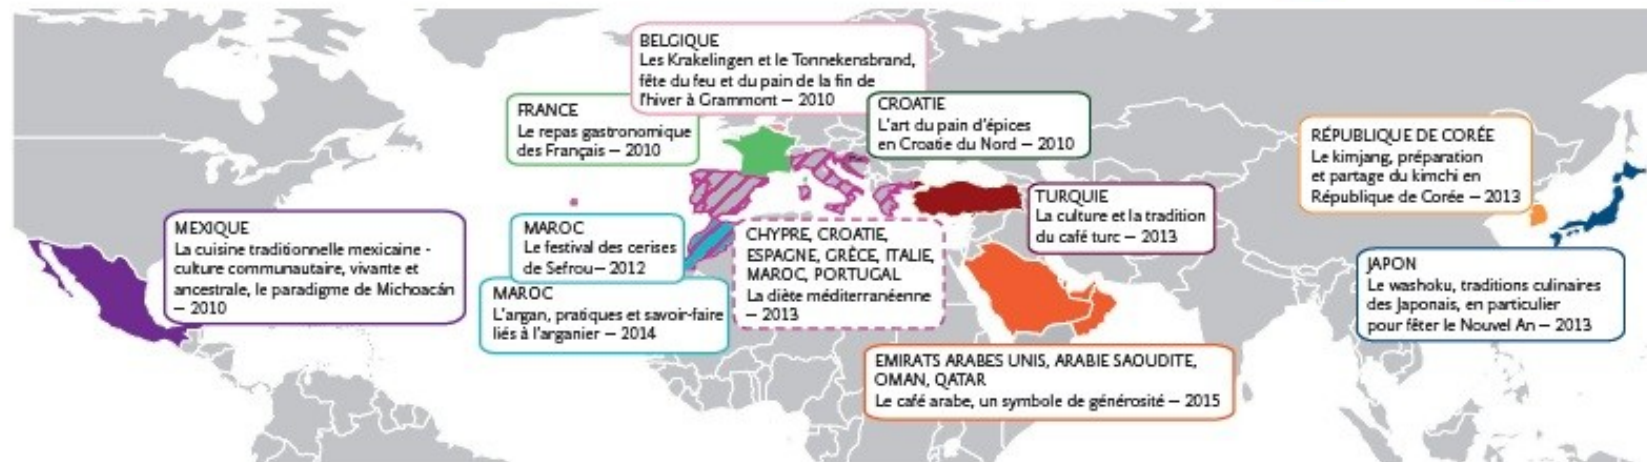 BELGIQUE
Les Krakelingen et le Tonnekensbrand,
fête du feu et du pain de la fin de
l'hiver à Grammont – 2010
FRANCE
Le repas gastronomique
des Français – 2010
CROATIE
L'art du pain d'épices
en Croatie du Nord – 2010
RÉPUBLIQUE DE CORÉE
Le kimjang, préparation
et partage du kimchi en
République de Corée – 2013
MEXIQUE
La cuisine traditionnelle mexicaine -
culture communautaire, vivante et
ancestrale, le paradigme de Michoacán
– 2010
MAROC
Le festival des cerises
de Sefrou– 2012
MAROC
L'argan, pratiques et savoir-faire
liés à l'arganier – 2014
CHYPRE, CROATIE,
ESPAGNE, GRÈCE, ITALIE,
MAROC, PORTUGAL
La diète méditerranéenne
– 2013
TURQUIE
La culture et la tradition
du café turc – 2013
JAPON
Le washoku, traditions culinaires
des Japonais, en particulier
pour fêter le Nouvel An – 2013
EMIRATS ARABES UNIS, ARABIE SAOUDITE,
OMAN, QATAR
Le café arabe, un symbole de générosité – 2015